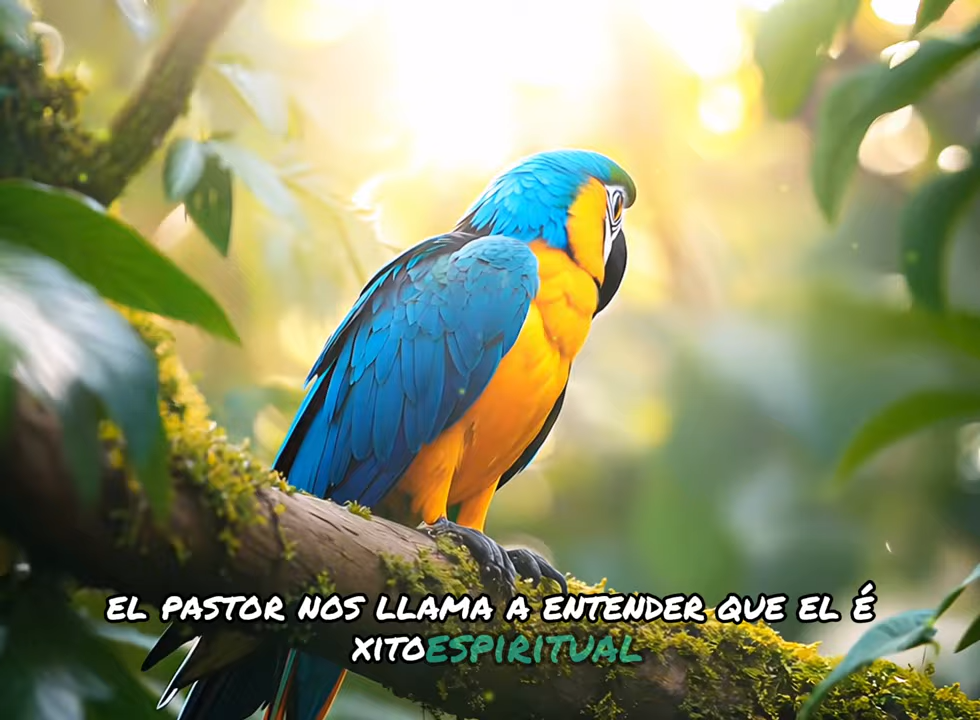 EL PASTOR NOS LLAMA A ENTENDER QUE EL É
XITOESPIRITUAL